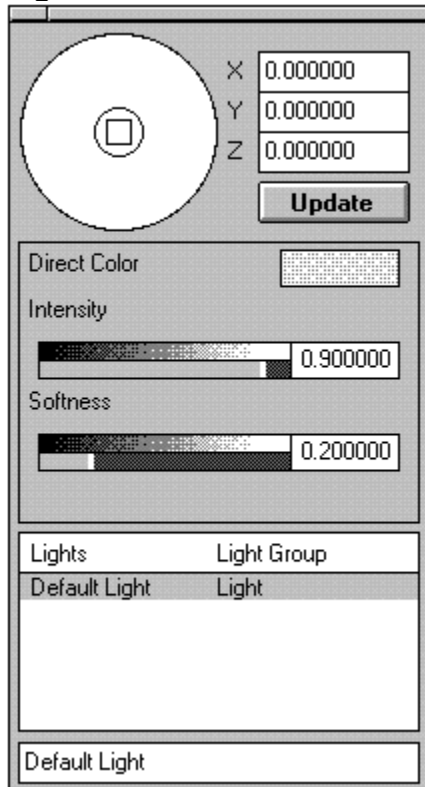 X 0.000000
Y 0.000000
Z 0.000000
Update
Direct Color
Intensity
0.900000
Softness
0.200000
Lights Light Group
Default Light Light
Default Light